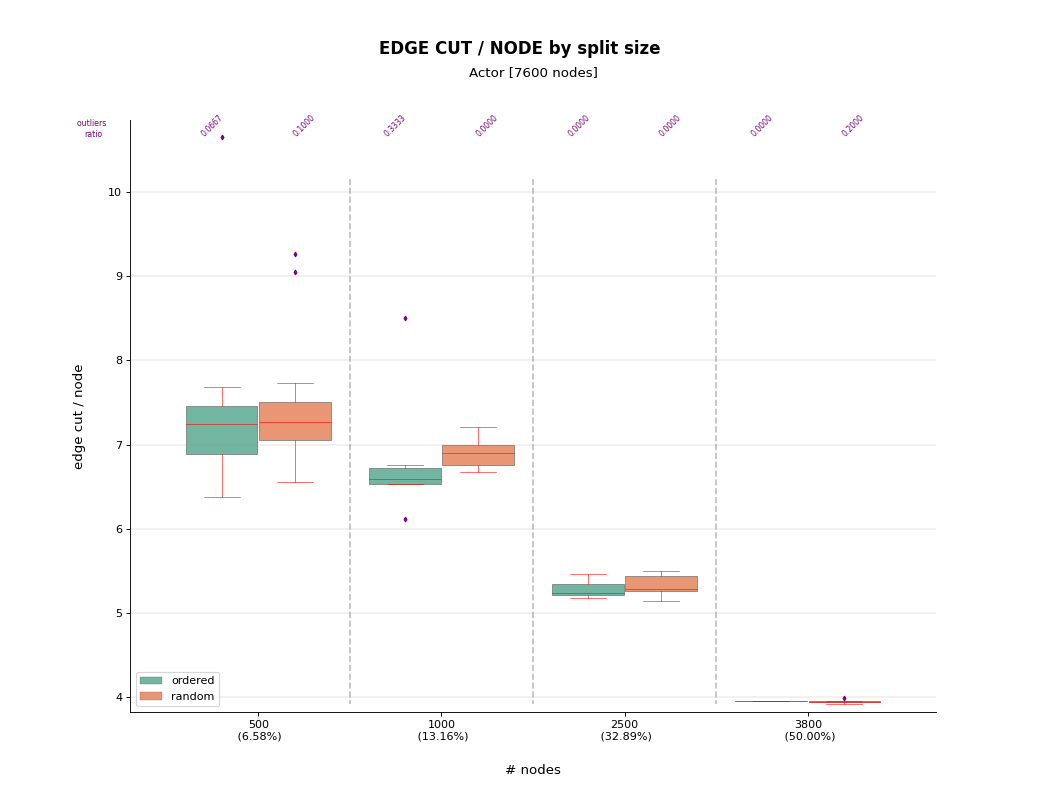 EDGE CUT / NODE by split size
Actor [7600 nodes]
outliers
ratio
0.0667
0.1000
0.3333
0.0000
0.0000
0.0000
0.0000
0.2000
10
9
8
7
6
5
4
edge cut / node
ordered
random
500
(6.58%)
1000
(13.16%)
2500
(32.89%)
3800
(50.00%)
# nodes